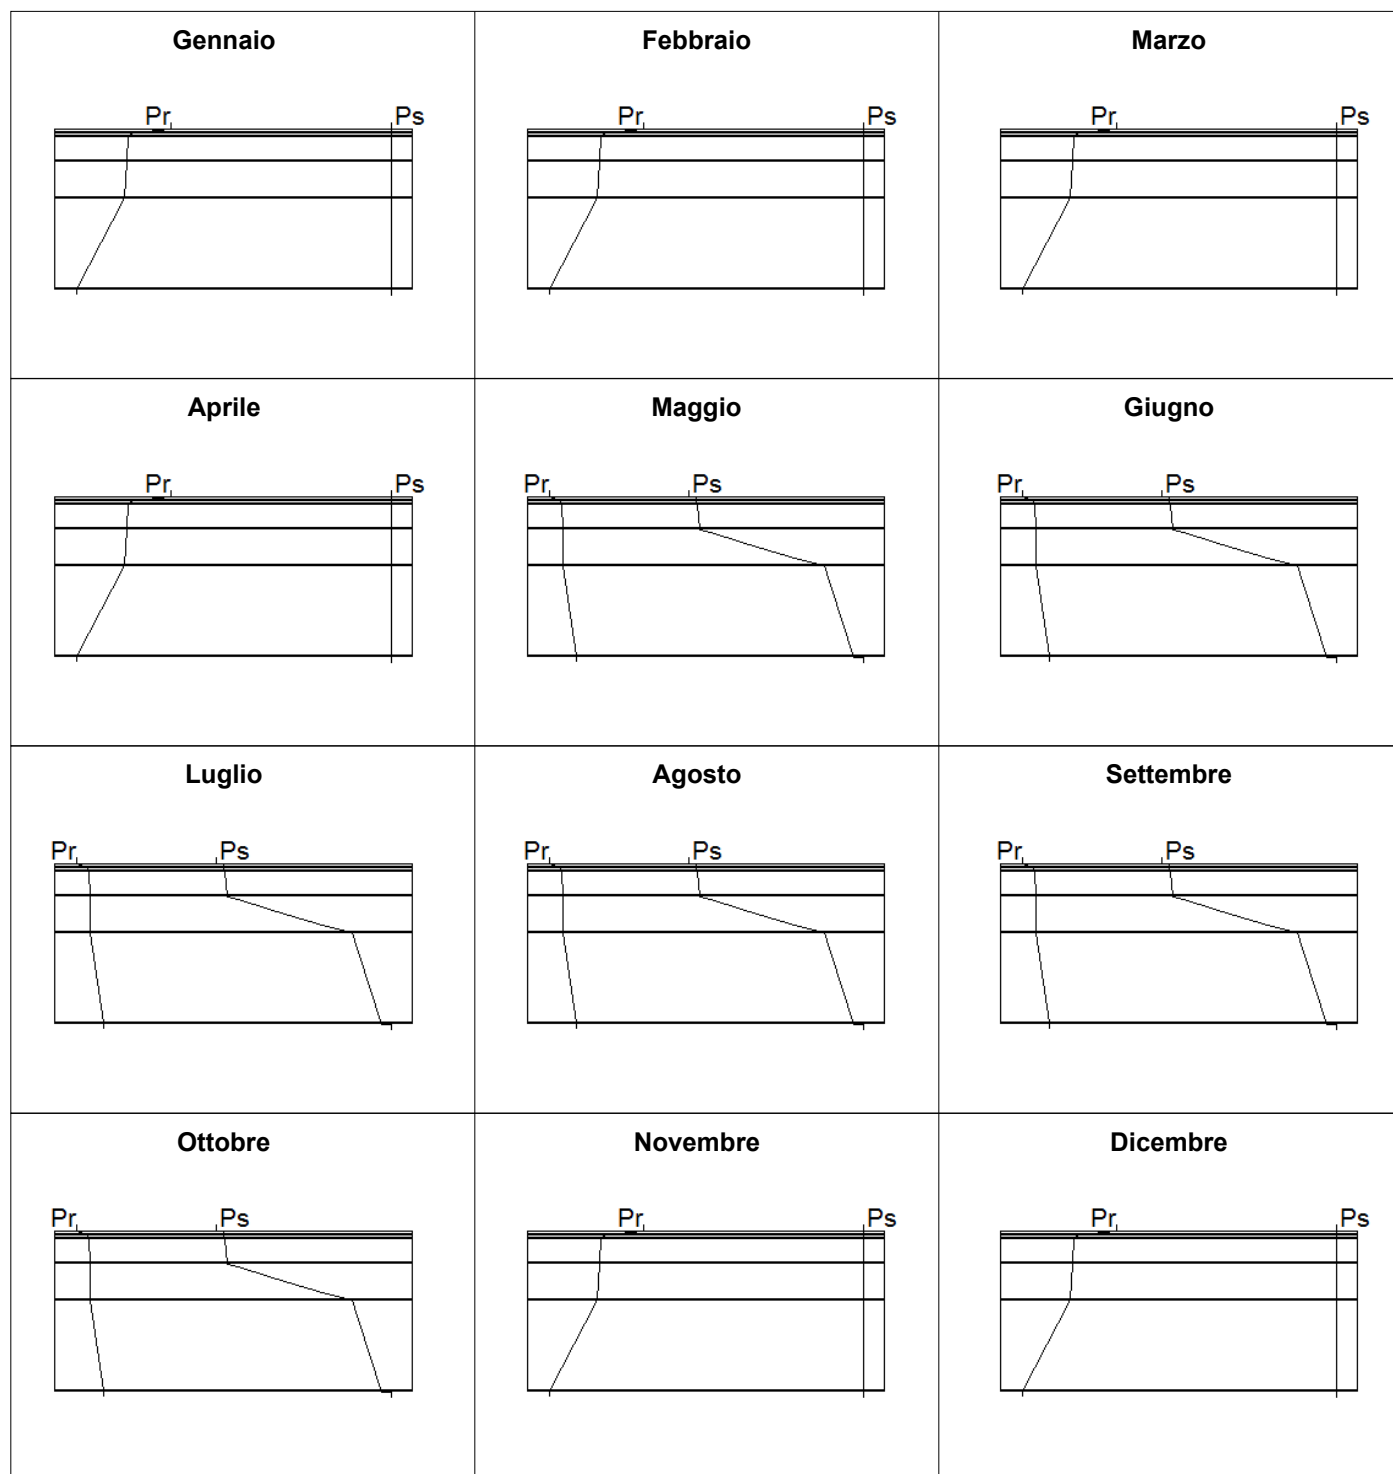 Gennaio
Febbraio
Marzo
Pr Ps
Pr Ps
Pr Ps
Aprile
Maggio
Giugno
Pr Ps
Pr Ps
Pr Ps
Luglio
Agosto
Settembre
Pr Ps
Pr Ps
Pr Ps
Ottobre
Novembre
Dicembre
Pr Ps
Pr Ps
Pr Ps